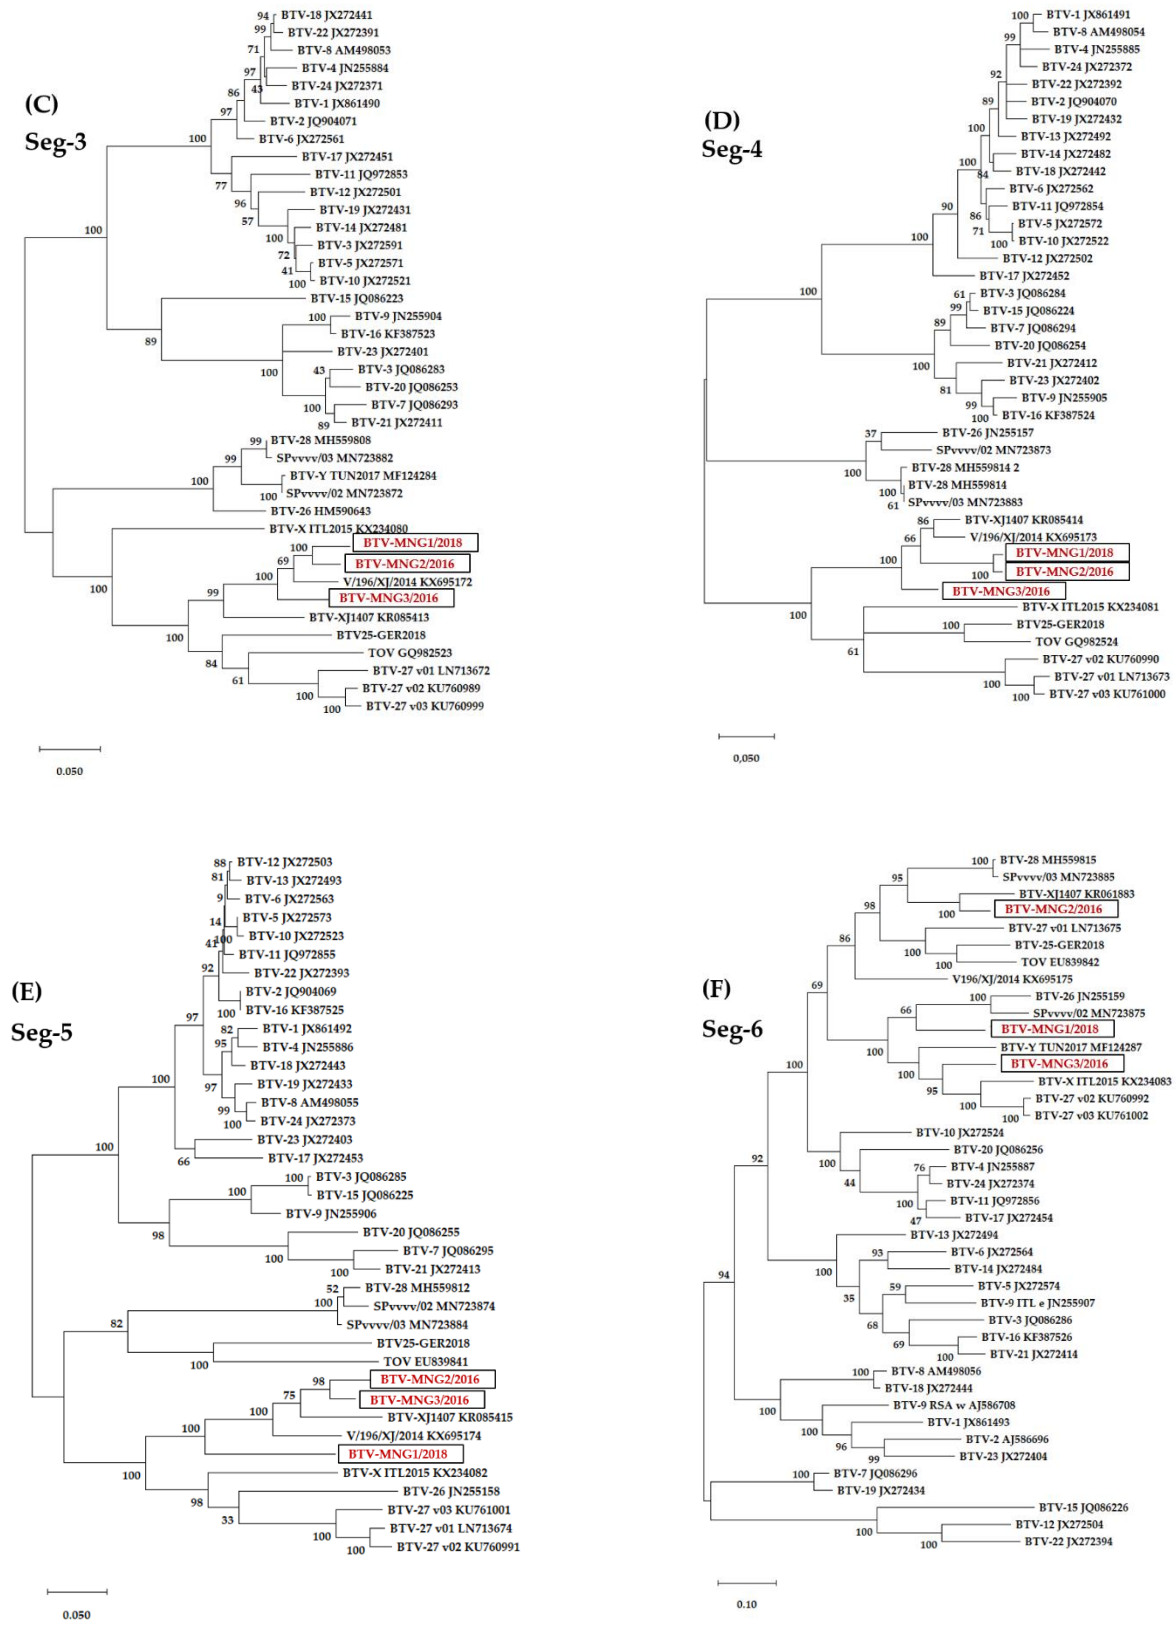 (C)
Seg-3
94
BTV-18 JX272441
99
BTV-22 JX272391
71
BTV-8 AM498053
BTV-4 JN255884
97
43
BTV-24 JX272371
86
BTV-1 JX861490
97
BTV-2 JQ904071
100
BTV-6 JX272561
BTV-17 JX272451
77
BTV-11 JQ972853
96
BTV-12 JX272501
57
BTV-19 JX272431
100
BTV-14 JX272481
72
BTV-3 JX272591
41
BTV-5 JX272571
100
BTV-10 JX272521
100
BTV-15 JQ086223
89
100
BTV-9 JN255904
BTV-16 KF387523
100
BTV-23 JX272401
43
BTV-3 JQ086283
BTV-20 JQ086253
100
BTV-7 JQ086293
89
BTV-21 JX272411
99
BTV-28 MH559808
99
SPvvvv/03 MN723882
BTV-Y TUN2017 MF124284
100
100
SPvvvv/02 MN723872
BTV-26 HM590643
BTV-X ITL2015 KX234080
100
BTV-MNG1/2018
69
BTV-MNG2/2016
100
V/196/XJ/2014 KX695172
99
BTV-MNG3/2016
100
BTV-XJ1407 KR085413
100
BTV25-GER2018
84
TOV GQ982523
61
BTV-27 v01 LN713672
100
BTV-27 v02 KU760989
100
BTV-27 v03 KU760999
0.050
(D)
Seg-4
100
BTV-1 JX861491
99
BTV-8 AM498054
BTV-4 JN255885
92
BTV-24 JX272372
BTV-22 JX272392
89
BTV-2 JQ904070
BTV-19 JX272432
100
BTV-13 JX272492
BTV-14 JX272482
100
84
BTV-18 JX272442
BTV-6 JX272562
90
86
BTV-11 JQ972854
71
BTV-5 JX272572
100
BTV-10 JX272522
BTV-12 JX272502
100
BTV-17 JX272452
61
BTV-3 JQ086284
99
BTV-15 JQ086224
89
BTV-7 JQ086294
BTV-20 JQ086254
100
BTV-21 JX272412
81
BTV-23 JX272402
99
BTV-9 JN255905
100
BTV-16 KF387524
37
BTV-26 JN255157
SPvvvv/02 MN723873
100
BTV-28 MH559814 2
100
BTV-28 MH559814
61
SPvvvv/03 MN723883
86
BTV-XJ1407 KR085414
66
V/196/XJ/2014 KX695173
100
BTV-MNG1/2018
100
BTV-MNG2/2016
BTV-MNG3/2016
100
BTV-X ITL2015 KX234081
100
BTV25-GER2018
61
TOV GQ982524
BTV-27 v02 KU760990
100
BTV-27 v01 LN713673
100
BTV-27 v03 KU761000
0,050
(E)
Seg-5
88
BTV-12 JX272503
81
BTV-13 JX272493
9
BTV-6 JX272563
14
BTV-5 JX272573
100
BTV-10 JX272523
41
BTV-11 JQ972855
92
BTV-22 JX272393
BTV-2 JQ904069
97
100
BTV-16 KF387525
82
BTV-1 JX861492
95
BTV-4 JN255886
BTV-18 JX272443
100
97
BTV-19 JX272433
99
BTV-8 AM498055
100
BTV-24 JX272373
BTV-23 JX272403
100
66
BTV-17 JX272453
100
BTV-3 JQ086285
100
BTV-15 JQ086225
BTV-9 JN255906
98
BTV-20 JQ086255
100
BTV-7 JQ086295
100
BTV-21 JX272413
52
BTV-28 MH559812
100
SPvvvv/02 MN723874
SPvvvv/03 MN723884
82
BTV25-GER2018
100
TOV EU839841
98
BTV-MNG2/2016
75
BTV-MNG3/2016
100
BTV-XJ1407 KR085415
100
V/196/XJ/2014 KX695174
BTV-MNG1/2018
100
BTV-X ITL2015 KX234082
98
BTV-26 JN255158
33
BTV-27 v03 KU761001
100
BTV-27 v01 LN713674
100
BTV-27 v02 KU760991
0.050
(F)
Seg-6
100
BTV-28 MH559815
95
SPvvvv/03 MN723885
BTV-XJ1407 KR061883
98
100
BTV-MNG2/2016
BTV-27 v01 LN713675
86
100
BTV-25-GER2018
100
TOV EU839842
V196/XJ/2014 KX695175
69
100
BTV-26 JN255159
66
SPvvvv/02 MN723875
BTV-MNG1/2018
100
BTV-Y TUN2017 MF124287
100
BTV-MNG3/2016
95
BTV-X ITL2015 KX234083
100
BTV-27 v02 KU760992
100
BTV-27 v03 KU761002
100
BTV-10 JX272524
100
BTV-20 JQ086256
92
76
BTV-4 JN255887
44
BTV-24 JX272374
100
BTV-11 JQ972856
47
BTV-17 JX272454
BTV-13 JX272494
100
93
BTV-6 JX272564
BTV-14 JX272484
94
59
BTV-5 JX272574
35
BTV-9 ITL e JN255907
68
BTV-3 JQ086286
69
BTV-16 KF387526
100
BTV-21 JX272414
100
BTV-8 AM498056
100
BTV-18 JX272444
BTV-9 RSA w AJ586708
100
BTV-1 JX861493
96
BTV-2 AJ586696
99
BTV-23 JX272404
100
BTV-7 JQ086296
BTV-19 JX272434
BTV-15 JQ086226
100
BTV-12 JX272504
100
BTV-22 JX272394
0.10